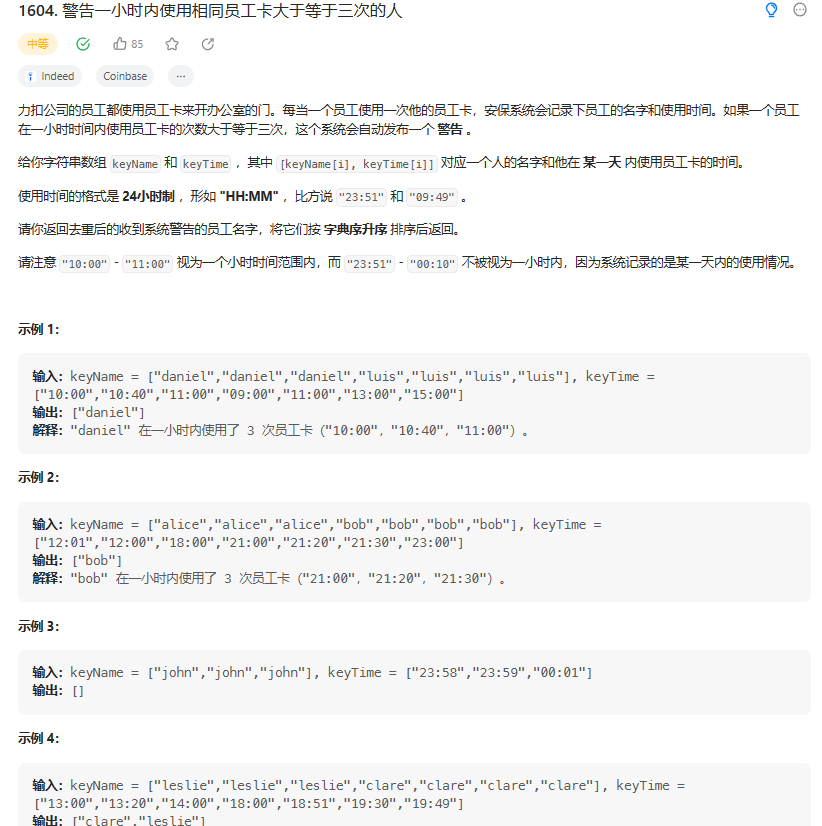 1604. 警告一小时内使用相同员工卡大于等于三次的人
中等 85
Indeed Coinbase ...
力扣公司的员工都使用员工卡来开办公室的门。每当一个员工使用一次他的员工卡，安保系统会记录下员工的名字和使用时间。如果一个员工
在一小时时间内使用员工卡的次数大于等于三次，这个系统会自动发布一个 警告 。
给你字符串数组 keyName 和 keyTime ，其中 [keyName[i], keyTime[i]] 对应一个人的名字和他在 某一天 内使用员工卡的时间。
使用时间的格式是 24小时制 ，形如 "HH:MM" ，比方说 "23:51" 和 "09:49" 。
请你返回去重后的收到系统警告的员工名字，将它们按 字典序升序 排序后返回。
请注意 "10:00" - "11:00" 视为一个小时时间范围内，而 "23:51" - "00:10" 不被视为一小时内，因为系统记录的是某一天内的使用情况。
示例 1：
输入：keyName = ["daniel","daniel","daniel","luis","luis","luis","luis"], keyTime =
["10:00","10:40","11:00","09:00","11:00","13:00","15:00"]
输出：["daniel"]
解释："daniel" 在一小时内使用了 3 次员工卡（"10:00"，"10:40"，"11:00"）。
示例 2：
输入：keyName = ["alice","alice","alice","bob","bob","bob","bob"], keyTime =
["12:01","12:00","18:00","21:00","21:20","21:30","23:00"]
输出：["bob"]
解释："bob" 在一小时内使用了 3 次员工卡（"21:00"，"21:20"，"21:30"）。
示例 3：
输入：keyName = ["john","john","john"], keyTime = ["23:58","23:59","00:01"]
输出：[]
示例 4：
输入：keyName = ["leslie","leslie","leslie","clare","clare","clare","clare"], keyTime =
["13:00","13:20","14:00","18:00","18:51","19:30","19:49"]
输出：["clare","leslie"]